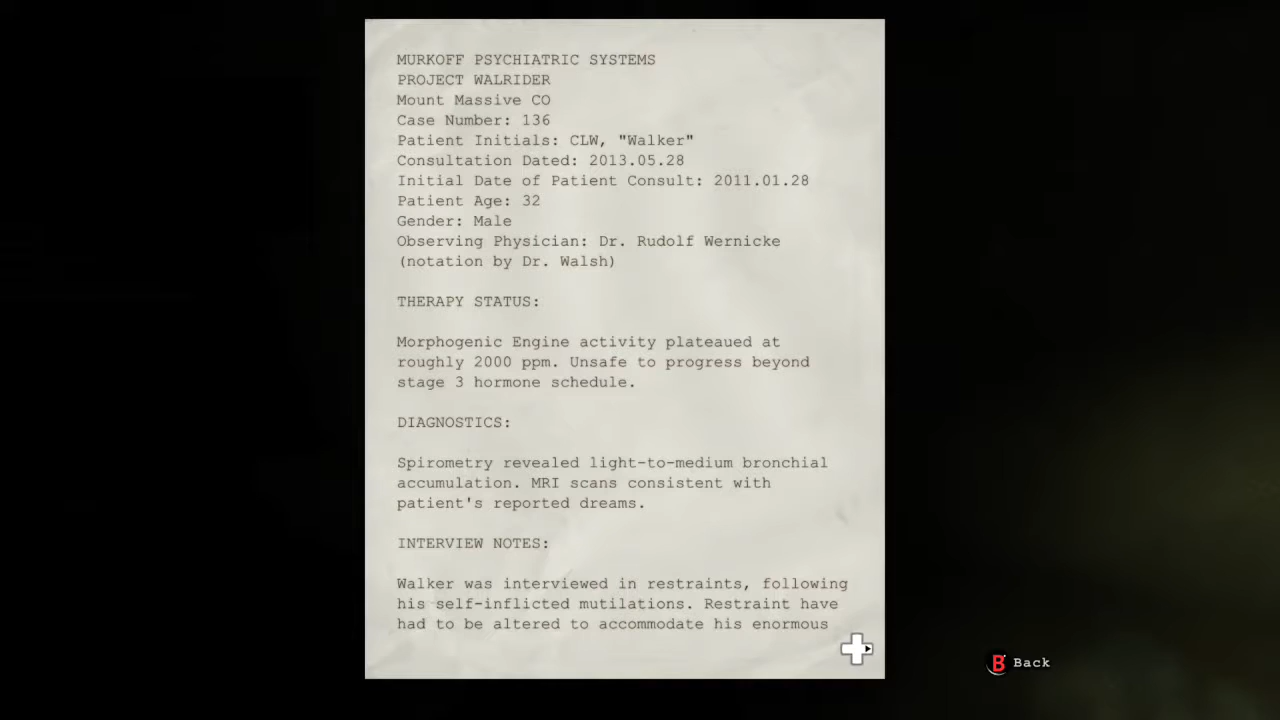 MURKOFF PSYCHIATRIC SYSTEMS
PROJECT WALRIDER
Mount Massive CO
Case Number: 136
Patient Initials: CLW, "Walker"
Consultation Dated: 2013.05.28
Initial Date of Patient Consult: 2011.01.28
Patient Age: 32
Gender: Male
Observing Physician: Dr. Rudolf Wernicke
(notation by Dr. Walsh)
THERAPY STATUS:
Morphogenic Engine activity plateaued at
roughly 2000 ppm. Unsafe to progress beyond
stage 3 hormone schedule.
DIAGNOSTICS:
Spirometry revealed light-to-medium bronchial
accumulation. MRI scans consistent with
patient's reported dreams.
INTERVIEW NOTES:
Walker was interviewed in restraints, following
his self-inflicted mutilations. Restraint have
had to be altered to accommodate his enormous
B Back